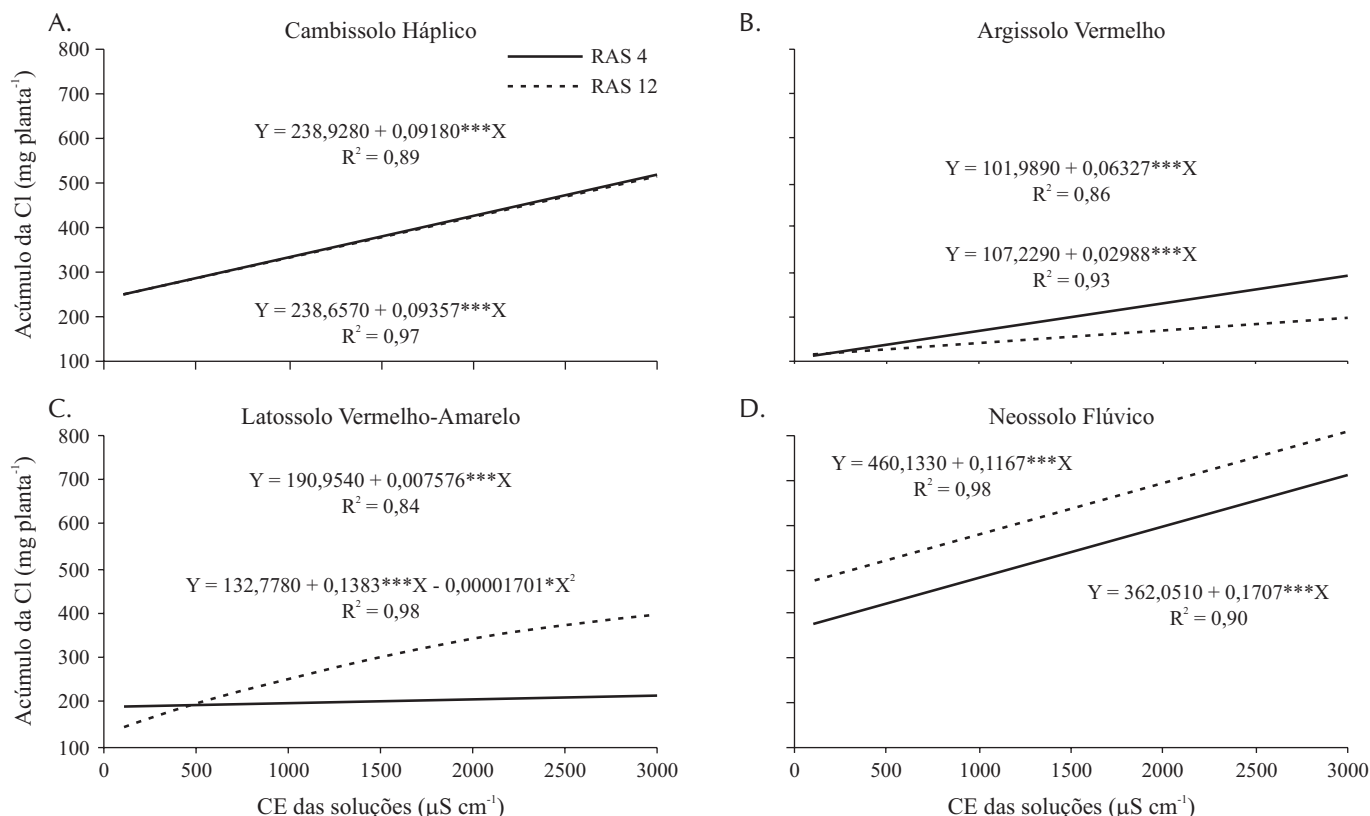 A.
Cambissolo Háplico
Acúmulo da Cl (mg planta⁻¹)
800
700
600
500
400
300
200
100
RAS 4
RAS 12
Y = 238,9280 + 0,09180***X
R² = 0,89
Y = 238,6570 + 0,09357***X
R² = 0,97
B.
Argissolo Vermelho
Y = 101,9890 + 0,06327***X
R² = 0,86
Y = 107,2290 + 0,02988***X
R² = 0,93
C.
Latossolo Vermelho-Amarelo
Acúmulo da Cl (mg planta⁻¹)
800
700
600
500
400
300
200
100
Y = 190,9540 + 0,007576***X
R² = 0,84
Y = 132,7780 + 0,1383***X - 0,00001701*X²
R² = 0,98
0 500 1000 1500 2000 2500 3000
CE das soluções (µS cm⁻¹)
D.
Neossolo Flúvico
Y = 460,1330 + 0,1167***X
R² = 0,98
Y = 362,0510 + 0,1707***X
R² = 0,90
0 500 1000 1500 2000 2500 3000
CE das soluções (µS cm⁻¹)